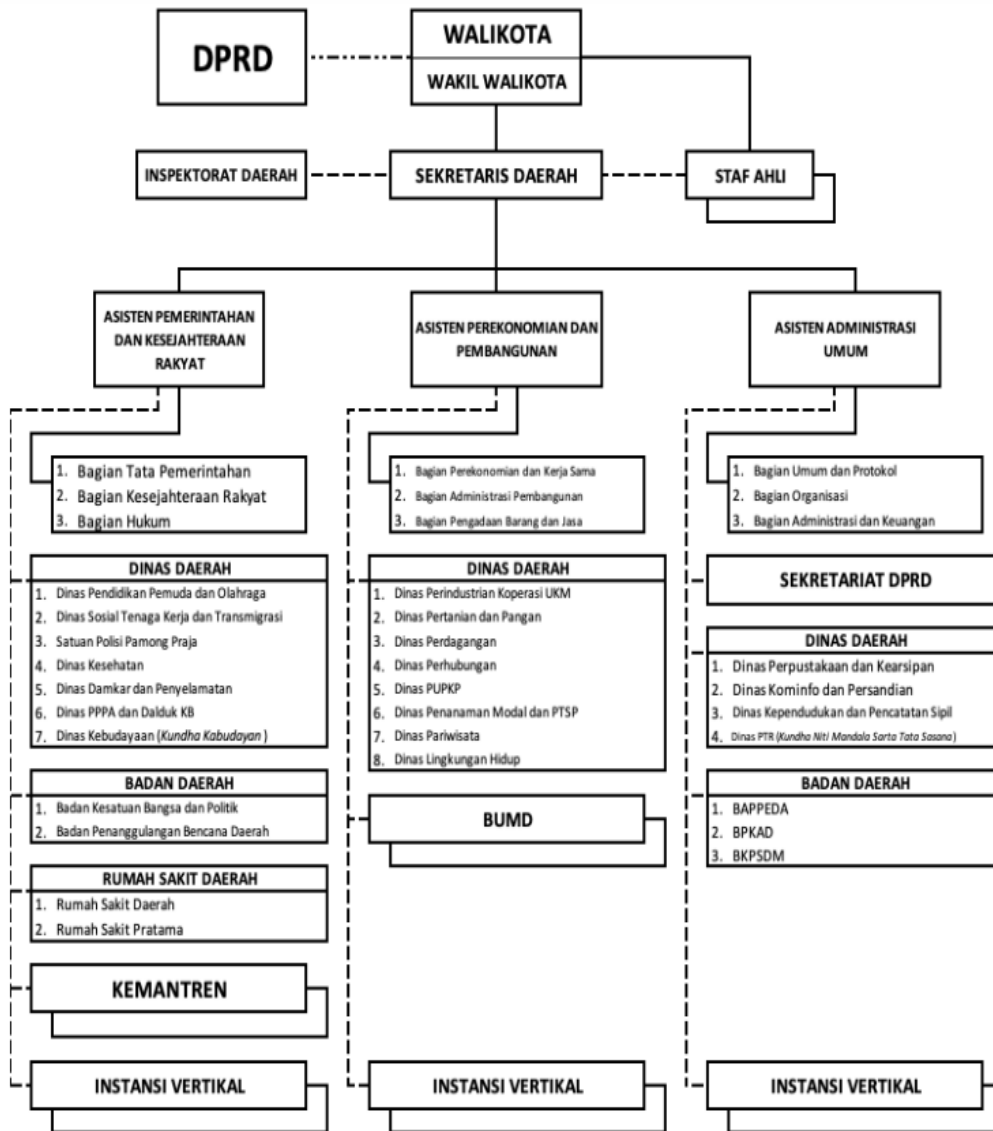 DPRD
WALIKOTA
WAKIL WALIKOTA
INSPEKTORAT DAERAH
SEKRETARIS DAERAH
STAF AHLI
ASISTEN PEMERINTAHAN
DAN KESEJAHTERAAN
RAKYAT
1. Bagian Tata Pemerintahan
2. Bagian Kesejahteraan Rakyat
3. Bagian Hukum
DINAS DAERAH
1. Dinas Pendidikan Pemuda dan Olahraga
2. Dinas Sosial Tenaga Kerja dan Transmigrasi
3. Satuan Polisi Pamong Praja
4. Dinas Kesehatan
5. Dinas Damkar dan Penyelamatan
6. Dinas PPPA dan Dalduk KB
7. Dinas Kebudayaan (Kundha Kabudayan )
BADAN DAERAH
1. Badan Kesatuan Bangsa dan Politik
2. Badan Penanggulangan Bencana Daerah
RUMAH SAKIT DAERAH
1. Rumah Sakit Daerah
2. Rumah Sakit Pratama
KEMANTREN
INSTANSI VERTIKAL
ASISTEN PEREKONOMIAN DAN
PEMBANGUNAN
1. Bagian Perekonomian dan Kerja Sama
2. Bagian Administrasi Pembangunan
3. Bagian Pengadaan Barang dan Jasa
DINAS DAERAH
1. Dinas Perindustrian Koperasi UKM
2. Dinas Pertanian dan Pangan
3. Dinas Perdagangan
4. Dinas Perhubungan
5. Dinas PUPKP
6. Dinas Penanaman Modal dan PTSP
7. Dinas Pariwisata
8. Dinas Lingkungan Hidup
BUMD
INSTANSI VERTIKAL
ASISTEN ADMINISTRASI
UMUM
1. Bagian Umum dan Protokol
2. Bagian Organisasi
3. Bagian Administrasi dan Keuangan
SEKRETARIAT DPRD
DINAS DAERAH
1. Dinas Perpustakaan dan Kearsipan
2. Dinas Kominfo dan Persandian
3. Dinas Kependudukan dan Pencatatan Sipil
4. Dinas PTR (Kundha Niti Mandala Sarta Tata Sasana)
BADAN DAERAH
1. BAPPEDA
2. BPKAD
3. BKPSDM
INSTANSI VERTIKAL